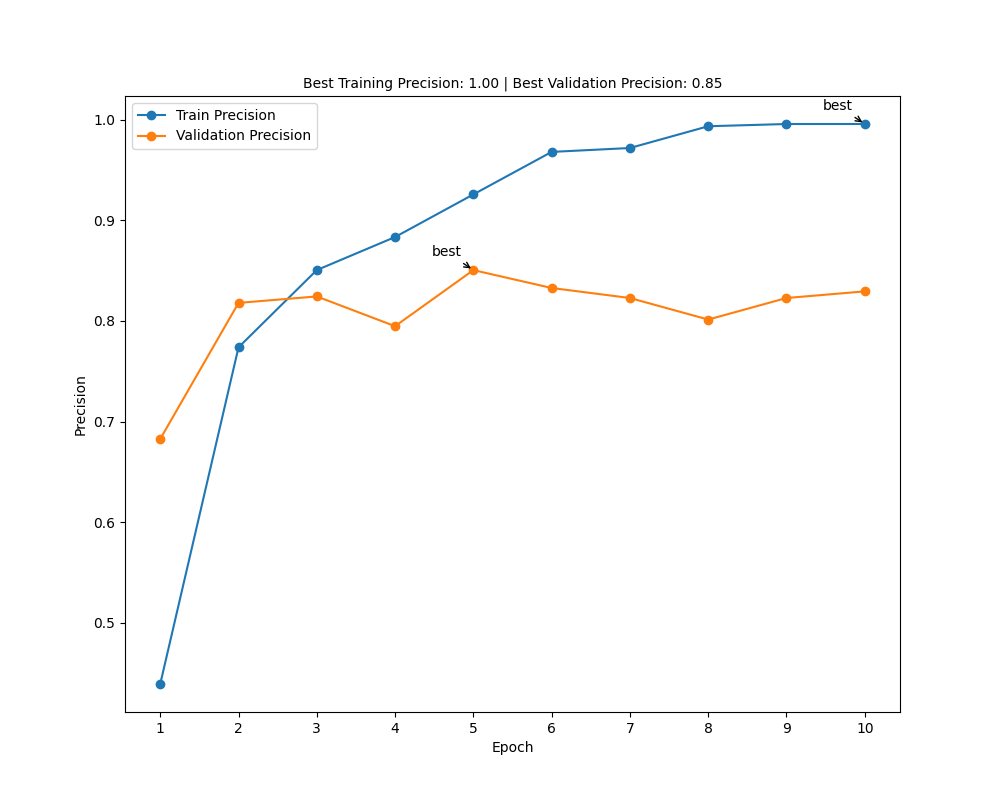 Best Training Precision: 1.00 | Best Validation Precision: 0.85
Train Precision
Validation Precision
best
best
1.0
0.9
0.8
0.7
0.6
0.5
Precision
1 2 3 4 5 6 7 8 9 10
Epoch